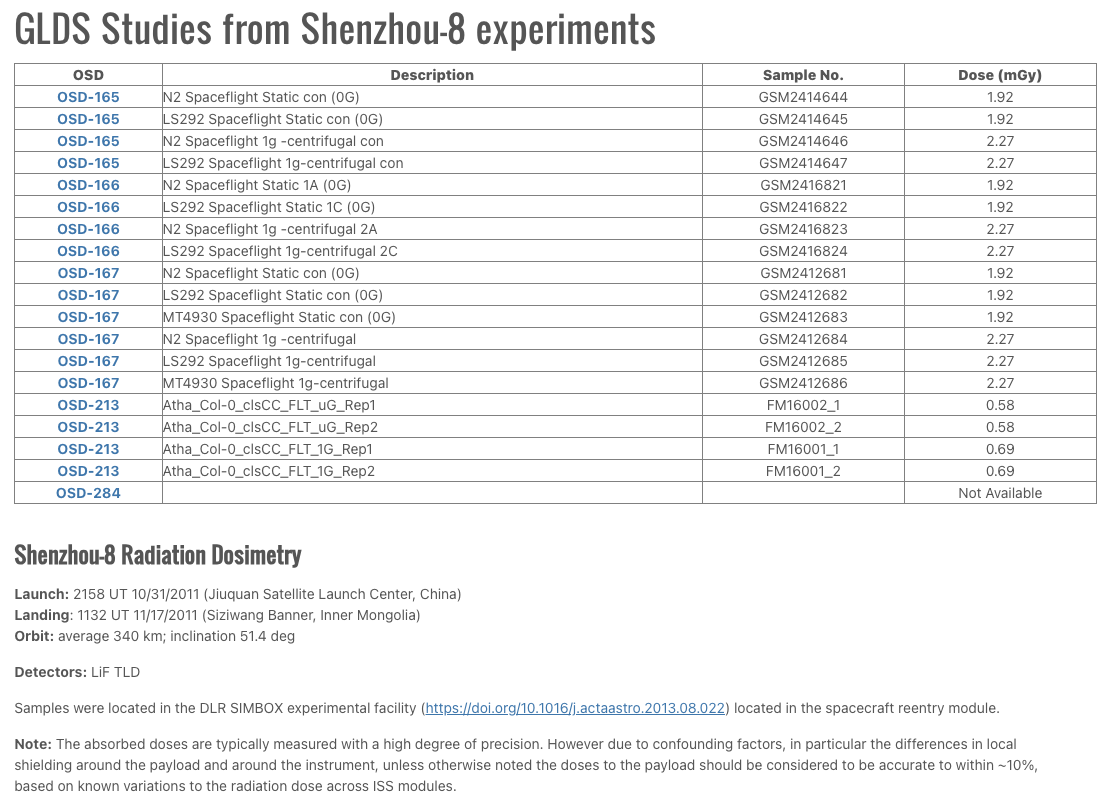 GLDS Studies from Shenzhou-8 experiments
OSD Description Sample No. Dose (mGy)
OSD-165 N2 Spaceflight Static con (0G) GSM2414644 1.92
OSD-165 LS292 Spaceflight Static con (0G) GSM2414645 1.92
OSD-165 N2 Spaceflight 1g -centrifugal con GSM2414646 2.27
OSD-165 LS292 Spaceflight 1g-centrifugal con GSM2414647 2.27
OSD-166 N2 Spaceflight Static 1A (0G) GSM2416821 1.92
OSD-166 LS292 Spaceflight Static 1C (0G) GSM2416822 1.92
OSD-166 N2 Spaceflight 1g -centrifugal 2A GSM2416823 2.27
OSD-166 LS292 Spaceflight 1g-centrifugal 2C GSM2416824 2.27
OSD-167 N2 Spaceflight Static con (0G) GSM2412681 1.92
OSD-167 LS292 Spaceflight Static con (0G) GSM2412682 1.92
OSD-167 MT4930 Spaceflight Static con (0G) GSM2412683 1.92
OSD-167 N2 Spaceflight 1g -centrifugal GSM2412684 2.27
OSD-167 LS292 Spaceflight 1g-centrifugal GSM2412685 2.27
OSD-167 MT4930 Spaceflight 1g-centrifugal GSM2412686 2.27
OSD-213 Atha_Col-0_clsCC_FLT_uG_Rep1 FM16002_1 0.58
OSD-213 Atha_Col-0_clsCC_FLT_uG_Rep2 FM16002_2 0.58
OSD-213 Atha_Col-0_clsCC_FLT_1G_Rep1 FM16001_1 0.69
OSD-213 Atha_Col-0_clsCC_FLT_1G_Rep2 FM16001_2 0.69
OSD-284 Not Available
Shenzhou-8 Radiation Dosimetry
Launch: 2158 UT 10/31/2011 (Jiuquan Satellite Launch Center, China)
Landing: 1132 UT 11/17/2011 (Siziwang Banner, Inner Mongolia)
Orbit: average 340 km; inclination 51.4 deg
Detectors: LiF TLD
Samples were located in the DLR SIMBOX experimental facility (https://doi.org/10.1016/j.actaastro.2013.08.022) located in the spacecraft reentry module.
Note: The absorbed doses are typically measured with a high degree of precision. However due to confounding factors, in particular the differences in local
shielding around the payload and around the instrument, unless otherwise noted the doses to the payload should be considered to be accurate to within ~10%,
based on known variations to the radiation dose across ISS modules.